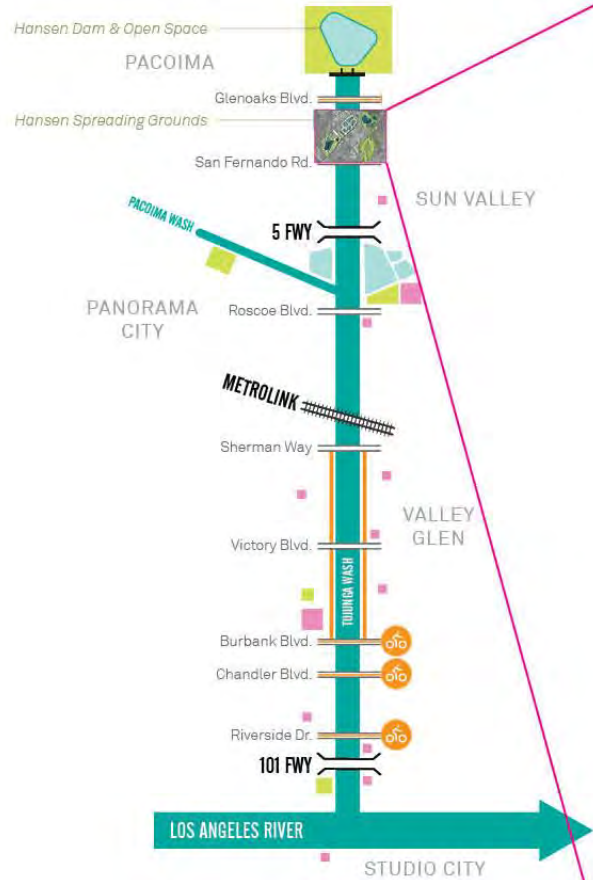 Hansen Dam & Open Space
PACOIMA
Glenoaks Blvd.
Hansen Spreading Grounds
San Fernando Rd.
SUN VALLEY
PACOIMA WASH
5 FWY
PANORAMA
CITY
Roscoe Blvd.
METROLINK
Sherman Way
VALLEY
GLEN
Victory Blvd.
TUJUNGA WASH
Burbank Blvd.
Chandler Blvd.
Riverside Dr.
101 FWY
LOS ANGELES RIVER
STUDIO CITY